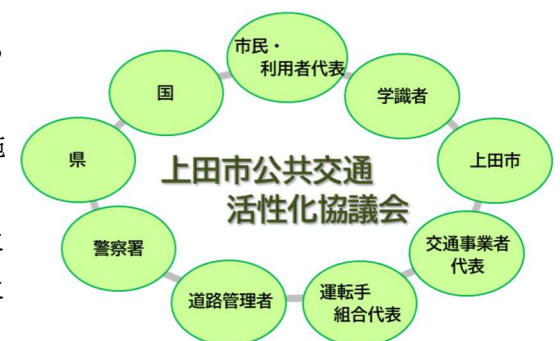 市民・
利用者代表
国
学識者
県
上田市
上田市公共交通
活性化協議会
警察署
交通事業者
代表
道路管理者
運転手
組合代表